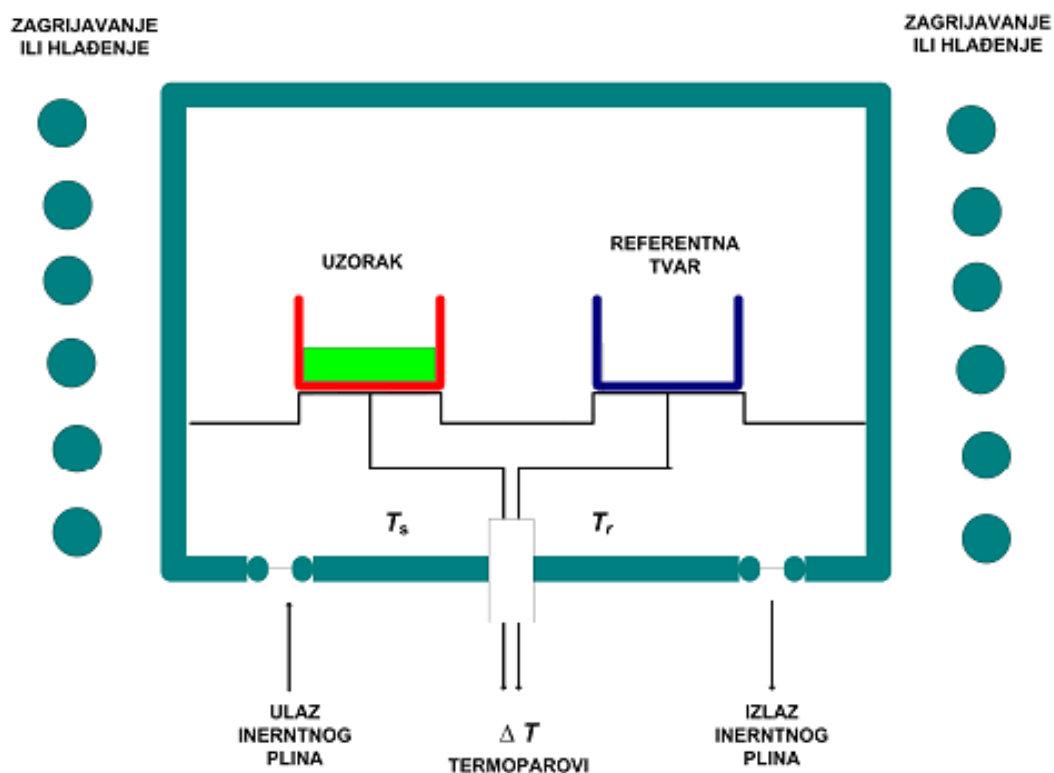 ZAGRIJAVANJE
ILI HLAĐENJE
ZAGRIJAVANJE
ILI HLAĐENJE
UZORAK
REFERENTNA
TVAR
Ts
Tr
ULAZ
INERNTNOG
PLINA
Δ T
TERMOPAROVI
IZLAZ
INERNTNOG
PLINA